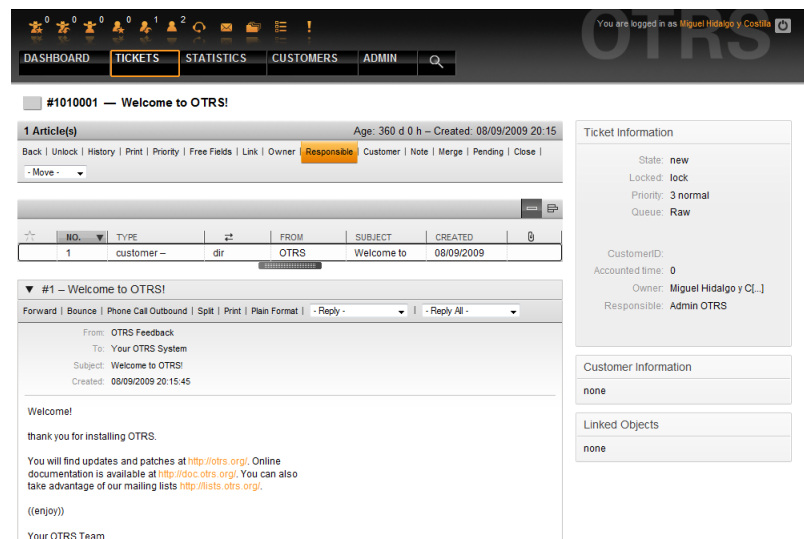 0 0 0 0 1 2 !
You are logged in as Miguel Hidalgo y Costilla
OTRS
DASHBOARD TICKETS STATISTICS CUSTOMERS ADMIN
#1010001 — Welcome to OTRS!
1 Article(s) Age: 360 d 0 h – Created: 08/09/2009 20:15
Back | Unlock | History | Print | Priority | Free Fields | Link | Owner | Responsible | Customer | Note | Merge | Pending | Close |
- Move -
NO. TYPE FROM SUBJECT CREATED
1 customer – dir OTRS Welcome to 08/09/2009
#1 – Welcome to OTRS!
Forward | Bounce | Phone Call Outbound | Split | Print | Plain Format | - Reply - | - Reply All -
From: OTRS Feedback
To: Your OTRS System
Subject: Welcome to OTRS!
Created: 08/09/2009 20:15:45
Welcome!
thank you for installing OTRS.
You will find updates and patches at http://otrs.org/. Online
documentation is available at http://doc.otrs.org/. You can also
take advantage of our mailing lists http://lists.otrs.org/.
((enjoy))
Your OTRS Team
Ticket Information
State: new
Locked: lock
Priority: 3 normal
Queue: Raw
CustomerID:
Accounted time: 0
Owner: Miguel Hidalgo y C[...]
Responsible: Admin OTRS
Customer Information
none
Linked Objects
none